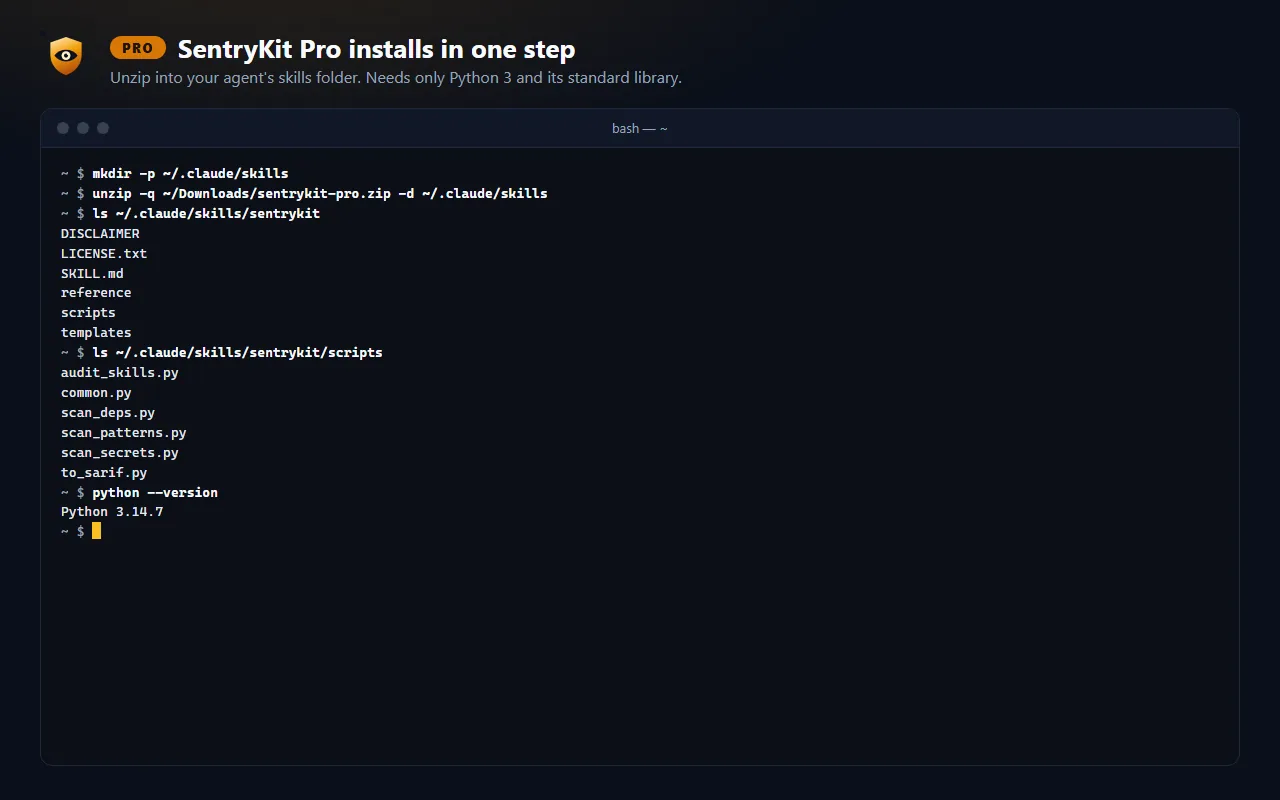 PRO SentryKit Pro installs in one step
Unzip into your agent's skills folder. Needs only Python 3 and its standard library.
bash — ~
~ $ mkdir -p ~/.claude/skills
~ $ unzip -q ~/Downloads/sentrykit-pro.zip -d ~/.claude/skills
~ $ ls ~/.claude/skills/sentrykit
DISCLAIMER
LICENSE.txt
SKILL.md
reference
scripts
templates
~ $ ls ~/.claude/skills/sentrykit/scripts
audit_skills.py
common.py
scan_deps.py
scan_patterns.py
scan_secrets.py
to_sarif.py
~ $ python --version
Python 3.14.7
~ $